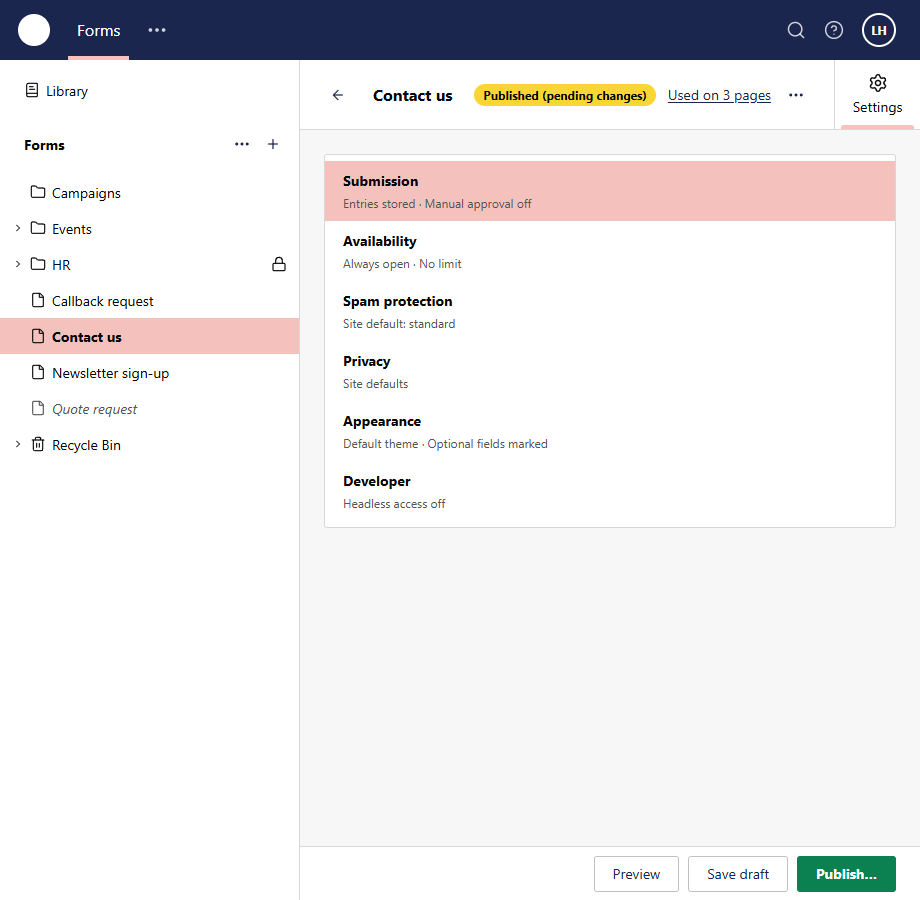 Forms
LH
Library
Forms
Campaigns
Events
HR
Callback request
Contact us
Newsletter sign-up
Quote request
Recycle Bin
Contact us
Published (pending changes)
Used on 3 pages
Settings
Submission
Entries stored · Manual approval off
Availability
Always open · No limit
Spam protection
Site default: standard
Privacy
Site defaults
Appearance
Default theme · Optional fields marked
Developer
Headless access off
Preview
Save draft
Publish...